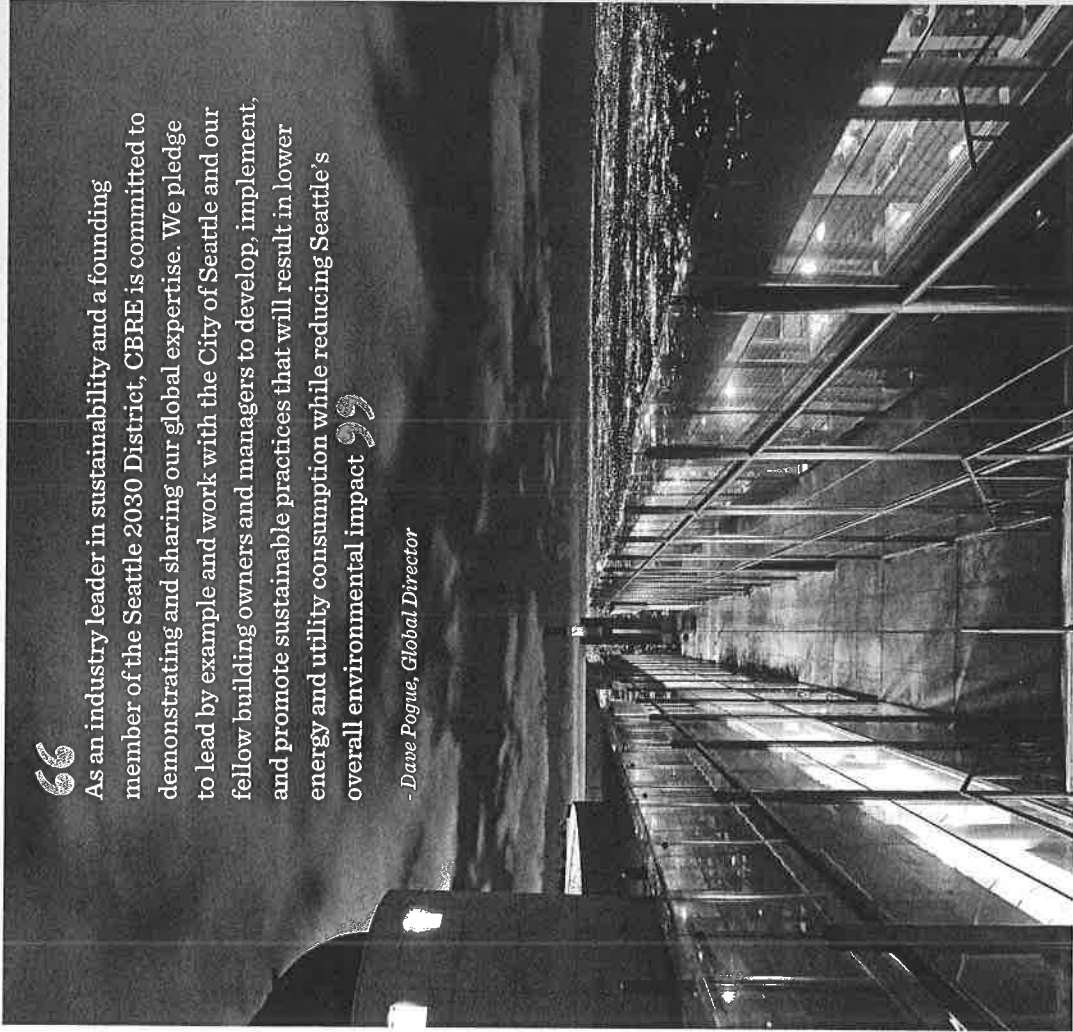 “
As an industry leader in sustainability and a founding
member of the Seattle 2030 District, CBRE is committed to
demonstrating and sharing our global expertise. We pledge
to lead by example and work with the City of Seattle and our
fellow building owners and managers to develop, implement,
and promote sustainable practices that will result in lower
energy and utility consumption while reducing Seattle's
overall environmental impact ”
- Dave Pogue, Global Director